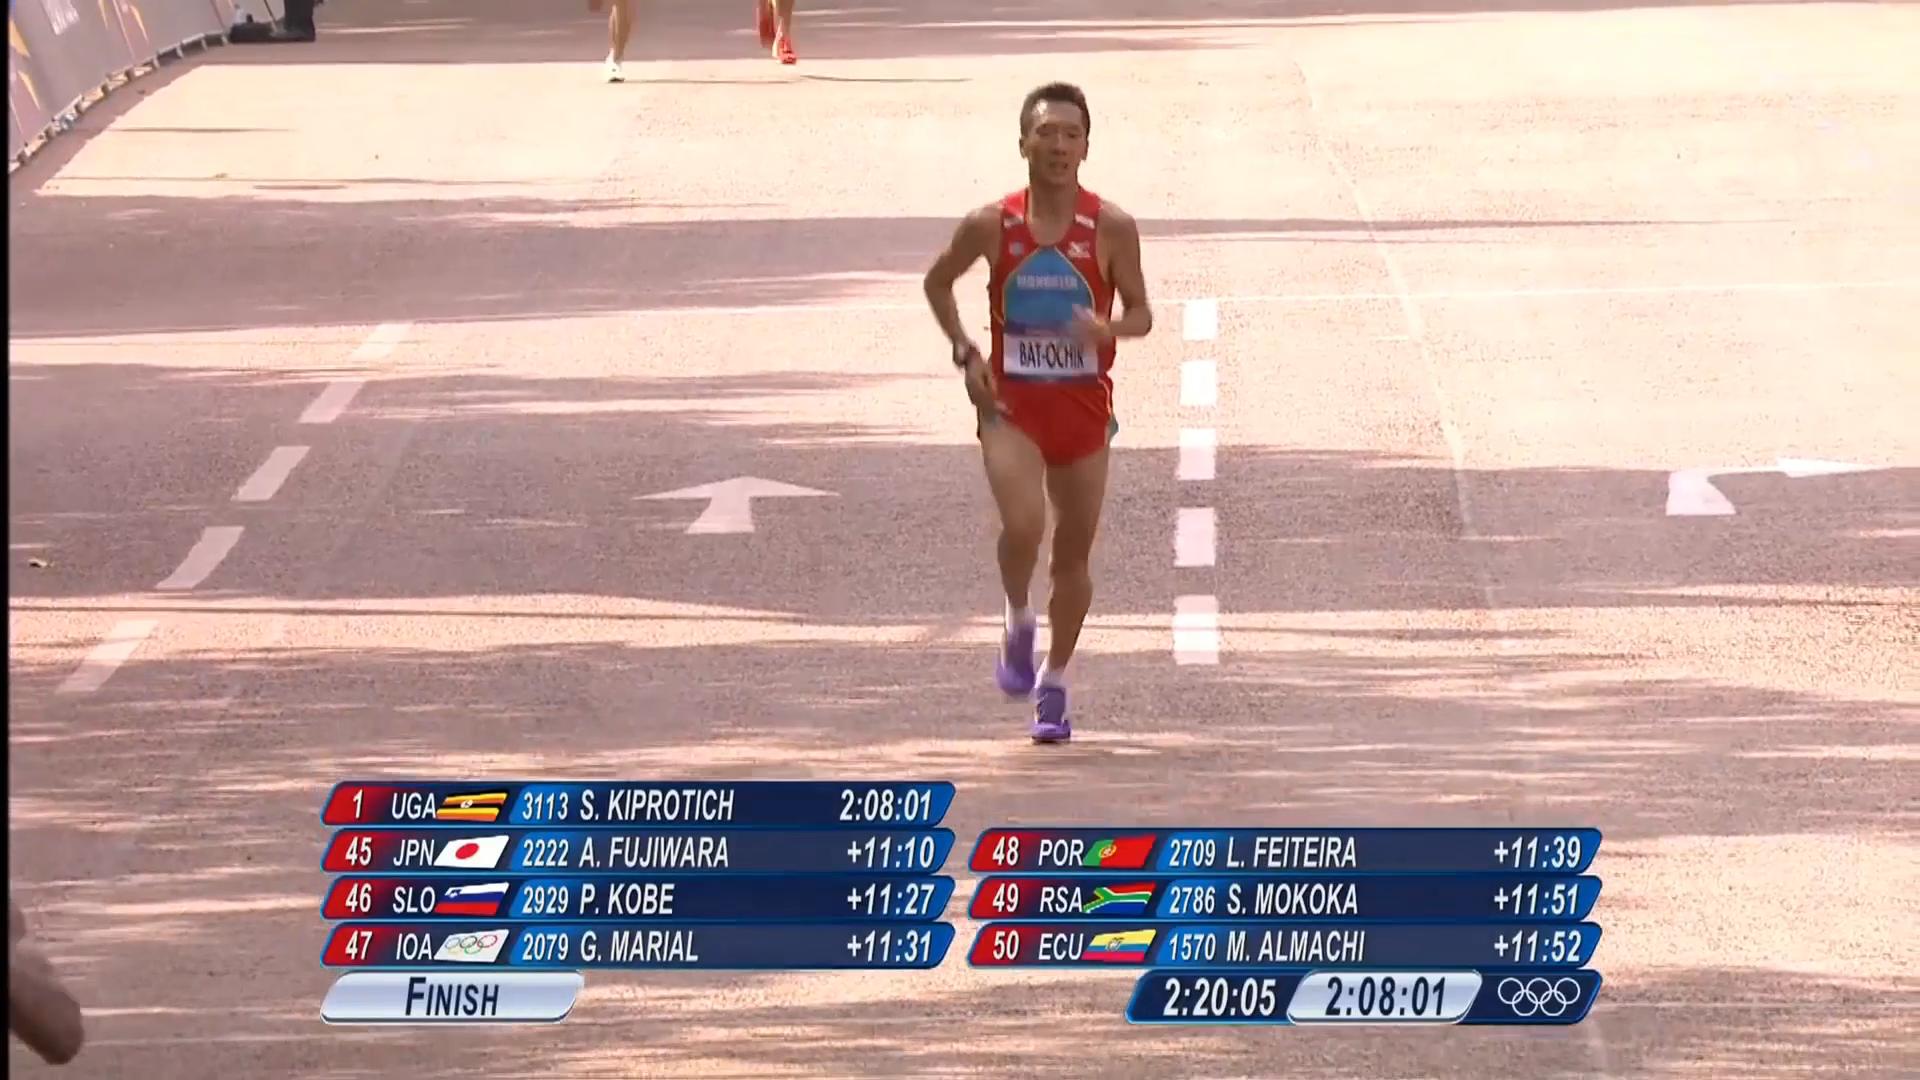 BAT-OCHIR
1 UGA 3113 S. KIPROTICH 2:08:01
45 JPN 2222 A. FUJIWARA +11:10
46 SLO 2929 P. KOBE +11:27
47 IOA 2079 G. MARIAL +11:31
48 POR 2709 L. FEITEIRA +11:39
49 RSA 2786 S. MOKOKA +11:51
50 ECU 1570 M. ALMACHI +11:52
FINISH
2:20:05 2:08:01